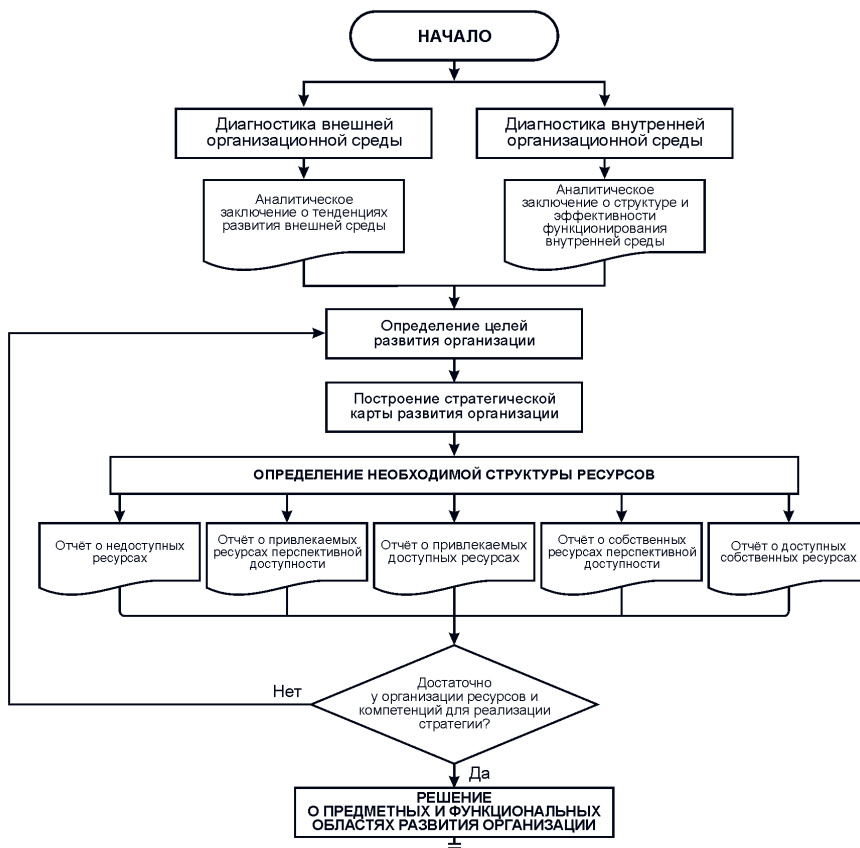 НАЧАЛО
Диагностика внешней
организационной среды
Диагностика внутренней
организационной среды
Аналитическое
заключение о тенденциях
развития внешней среды
Аналитическое
заключение о структуре и
эффективности
функционирования
внутренней среды
Определение целей
развития организации
Построение стратегической
карты развития организации
ОПРЕДЕЛЕНИЕ НЕОБХОДИМОЙ СТРУКТУРЫ РЕСУРСОВ
Отчёт о недоступных
ресурсах
Отчёт о привлекаемых
ресурсах перспективной
доступности
Отчёт о привлекаемых
доступных ресурсах
Отчёт о собственных
ресурсах перспективной
доступности
Отчёт о доступных
собственных ресурсах
Достаточно
у организации ресурсов и
компетенций для реализации
стратегии?
Нет
Да
РЕШЕНИЕ
О ПРЕДМЕТНЫХ И ФУНКЦИОНАЛЬНЫХ
ОБЛАСТЯХ РАЗВИТИЯ ОРГАНИЗАЦИИ